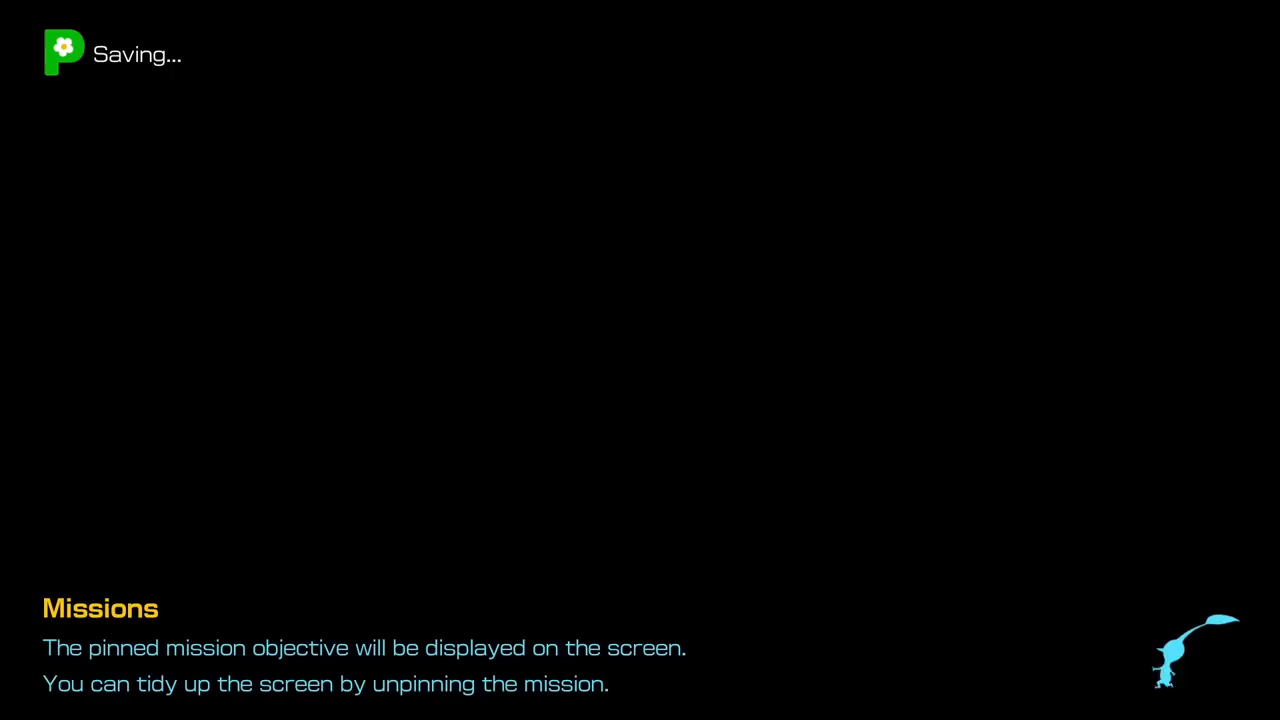 P Saving...
Missions
The pinned mission objective will be displayed on the screen.
You can tidy up the screen by unpinning the mission.